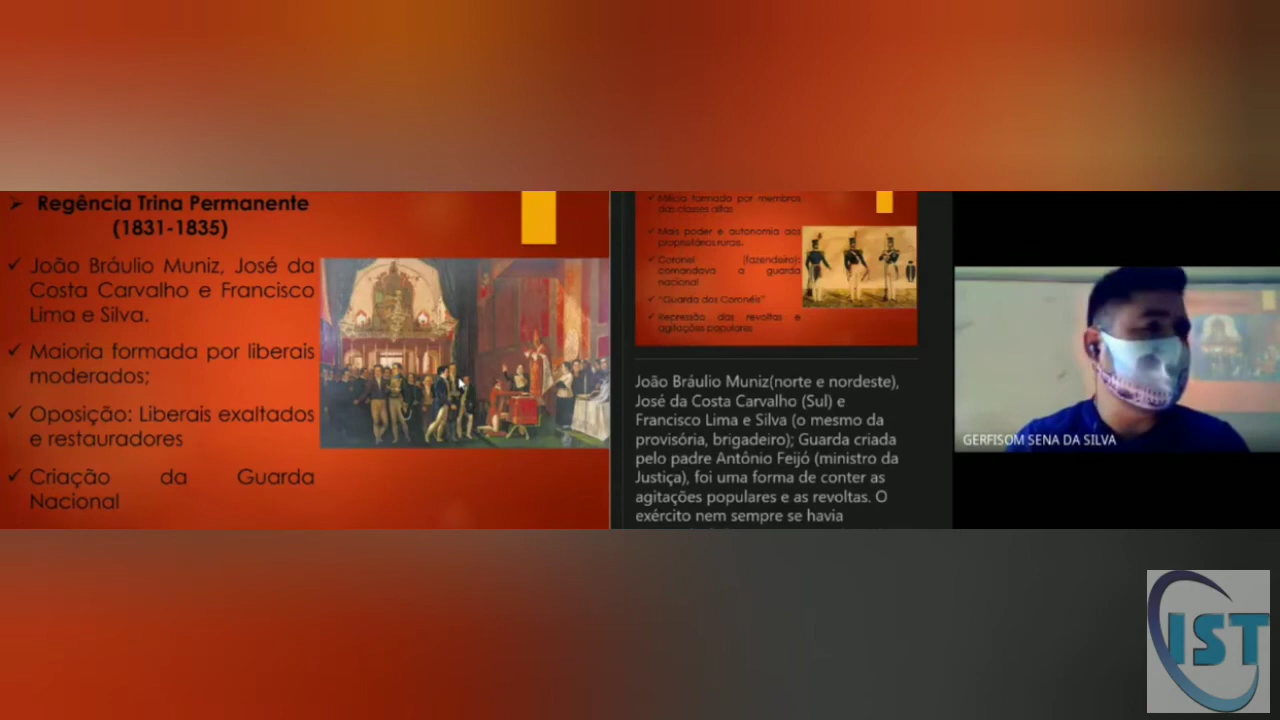 ➢ Regência Trina Permanente
(1831-1835)
✓ João Bráulio Muniz, José da
Costa Carvalho e Francisco
Lima e Silva.
✓ Maioria formada por liberais
moderados;
✓ Oposição: Liberais exaltados
e restauradores
✓ Criação da Guarda
Nacional
✓ Milícia formada por membros
das classes altas
✓ Mais poder e autonomia aos
proprietários rurais.
✓ Coronel (fazendeiro):
comandava a guarda
nacional
✓ "Guarda dos Coronéis"
✓ Repressão das revoltas e
agitações populares
João Bráulio Muniz(norte e nordeste),
José da Costa Carvalho (Sul) e
Francisco Lima e Silva (o mesmo da
provisória, brigadeiro); Guarda criada
pelo padre Antônio Feijó (ministro da
Justiça), foi uma forma de conter as
agitações populares e as revoltas. O
exército nem sempre se havia
GERFISOM SENA DA SILVA
IST